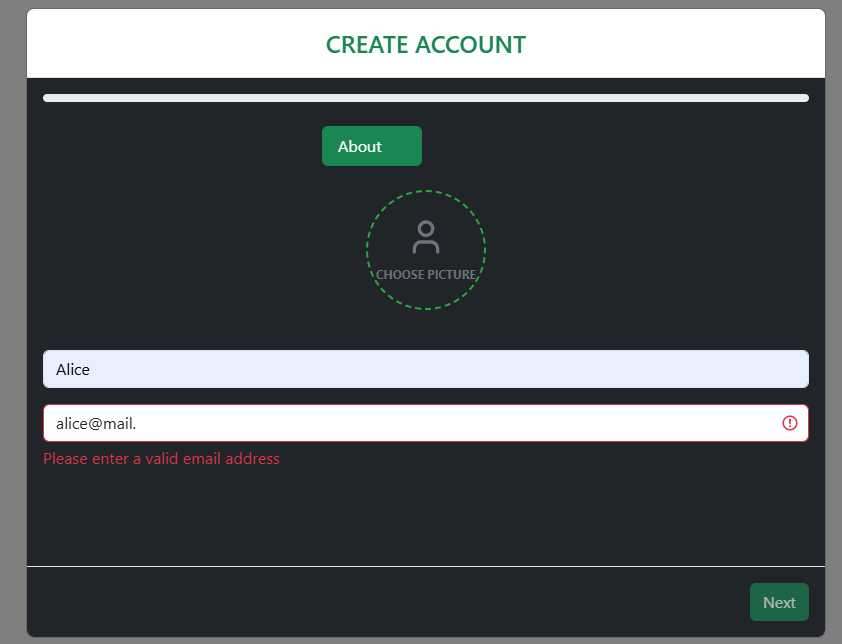 CREATE ACCOUNT
About
CHOOSE PICTURE
Alice
alice@mail.
Please enter a valid email address
Next